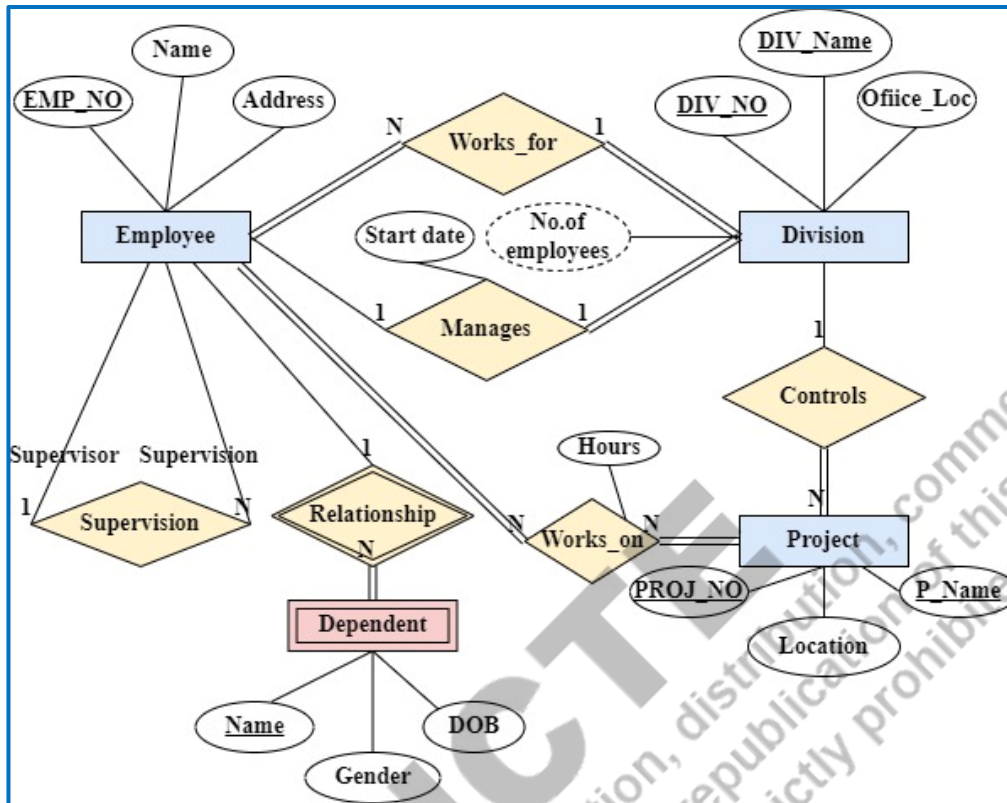 Name
DIV_Name
EMP_NO
Address
DIV_NO
Ofiice_Loc
N
1
Works_for
Employee
Start date
No.of
employees
Division
1
1
Manages
1
Controls
Supervisor
Supervision
1
Hours
1
Supervision
N
Relationship
N
N
Works_on
N
N
Project
PROJ_NO
P_Name
Dependent
Location
Name
DOB
Gender